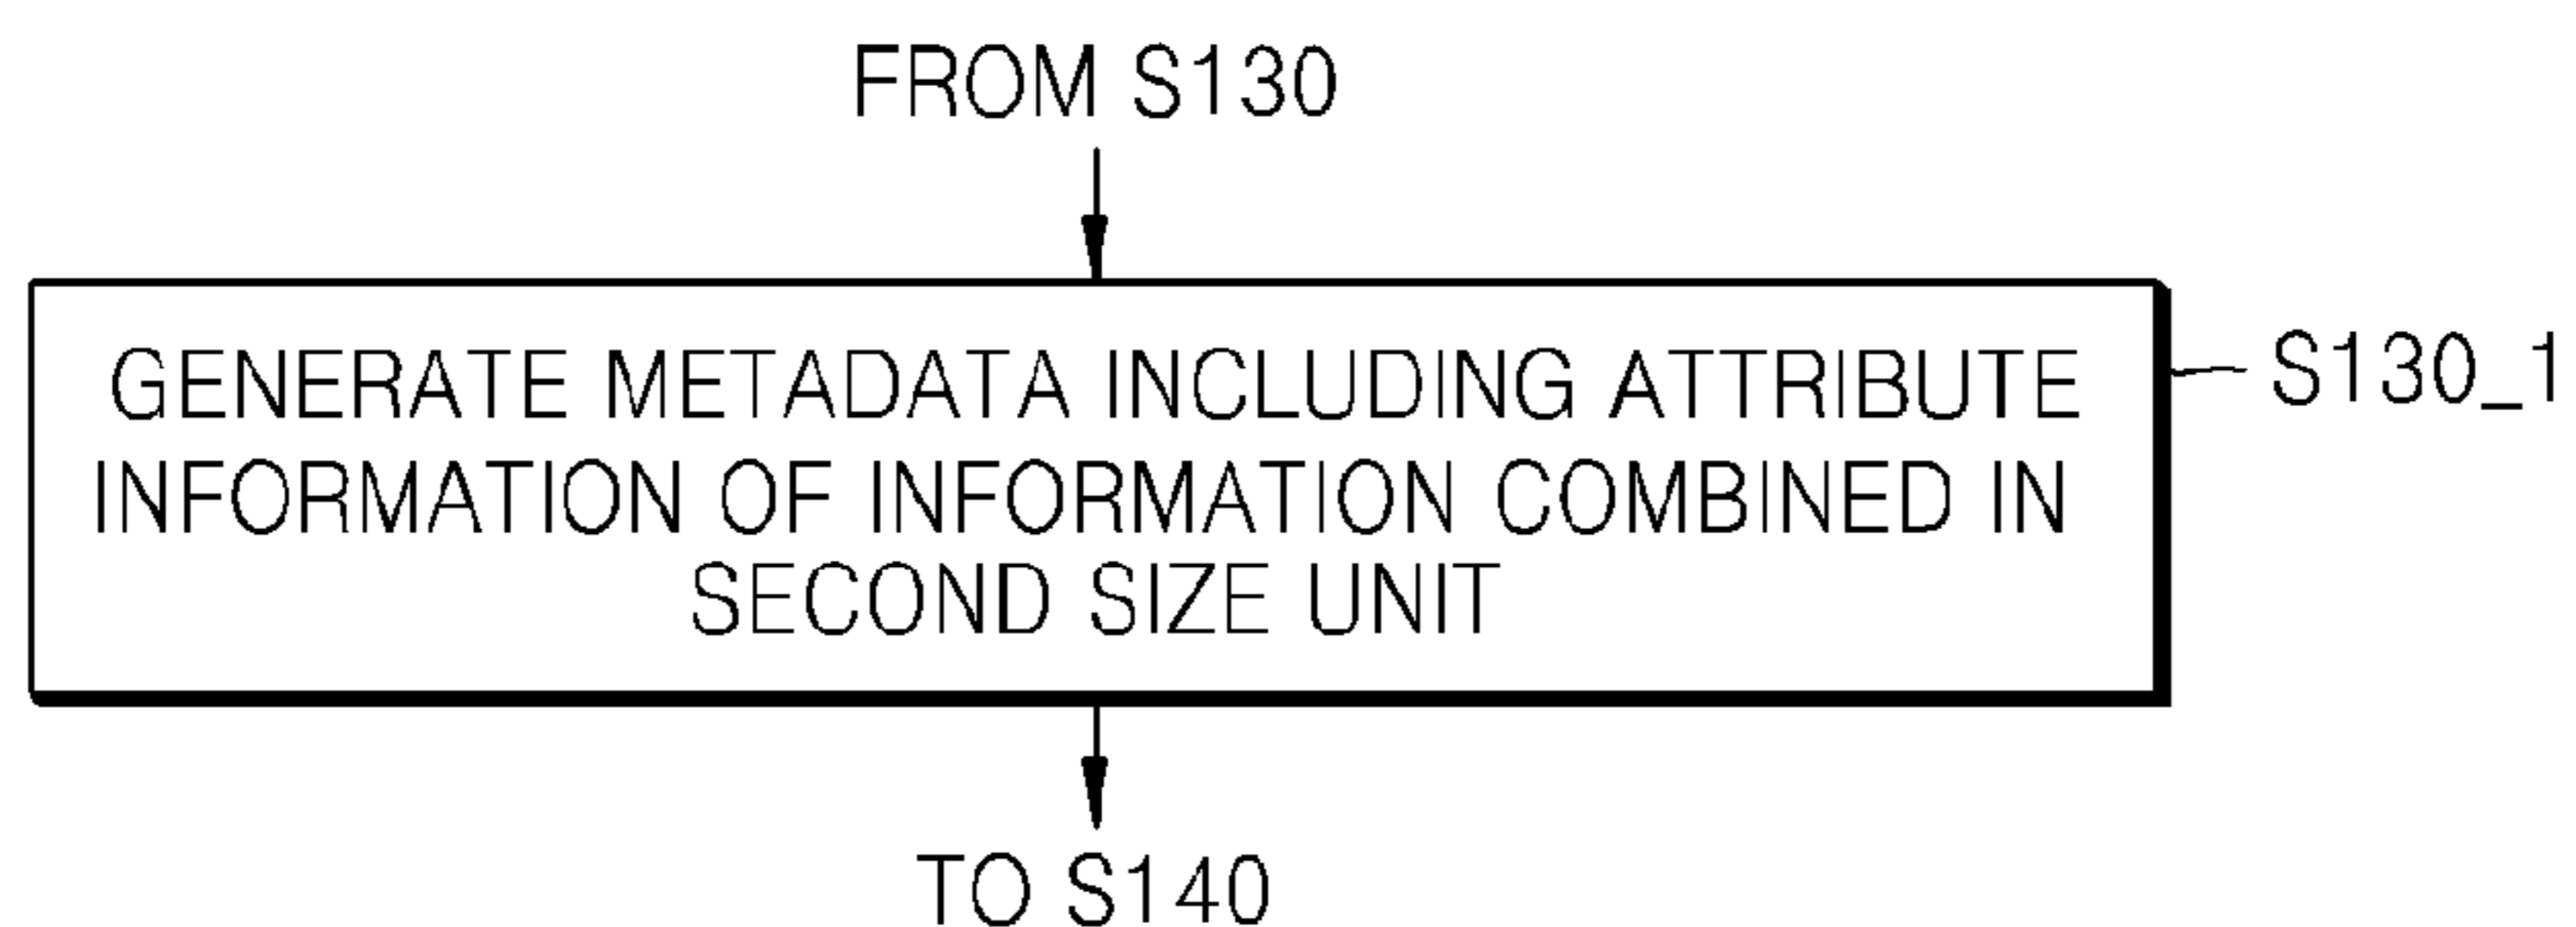 FROM S130
GENERATE METADATA INCLUDING ATTRIBUTE
S130_1
INFORMATION OF INFORMATION COMBINED IN
SECOND SIZE UNIT
TO S140